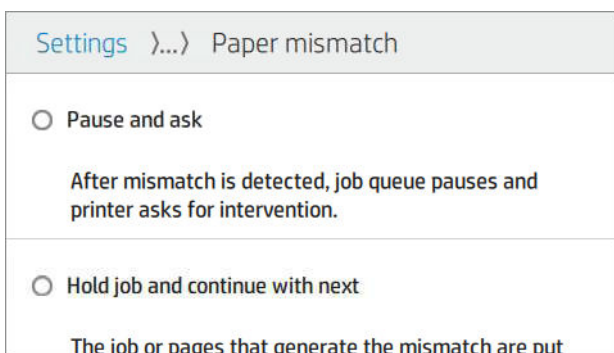 Settings 〉...〉 Paper mismatch
Pause and ask
After mismatch is detected, job queue pauses and
printer asks for intervention.
Hold job and continue with next
The job or pages that generate the mismatch are put